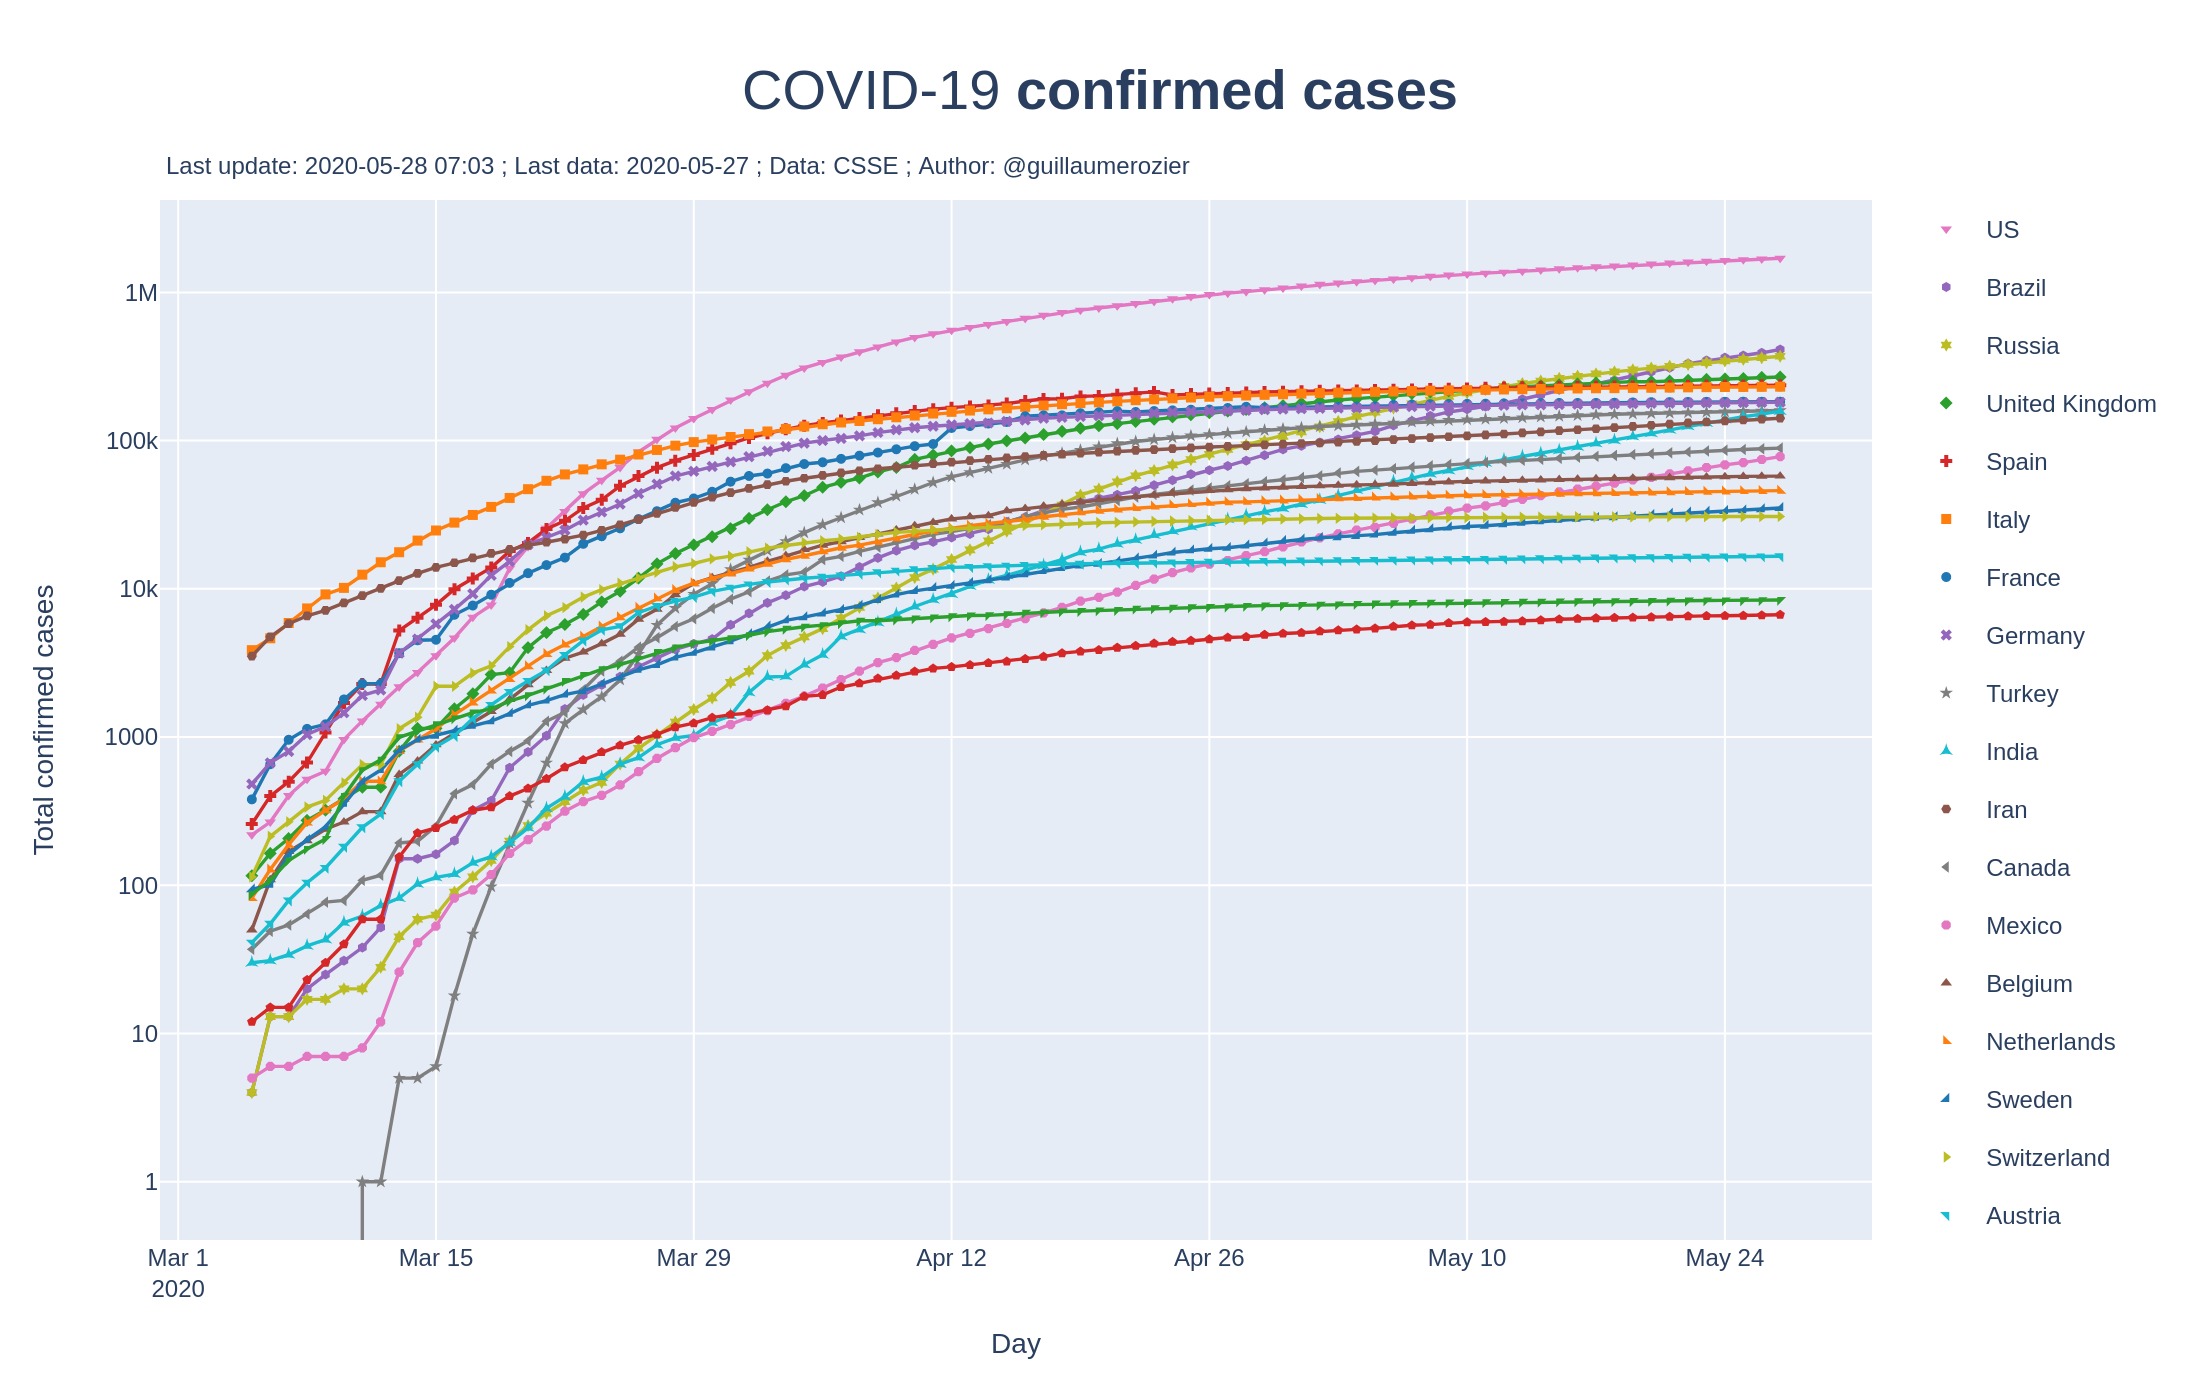 COVID-19 confirmed cases
Last update: 2020-05-28 07:03 ; Last data: 2020-05-27 ; Data: CSSE ; Author: @guillaumerozier
Total confirmed cases
1M
100k
10k
1000
100
10
1
Mar 1
2020
Mar 15
Mar 29
Apr 12
Apr 26
May 10
May 24
Day
US
Brazil
Russia
United Kingdom
Spain
Italy
France
Germany
Turkey
India
Iran
Canada
Mexico
Belgium
Netherlands
Sweden
Switzerland
Austria